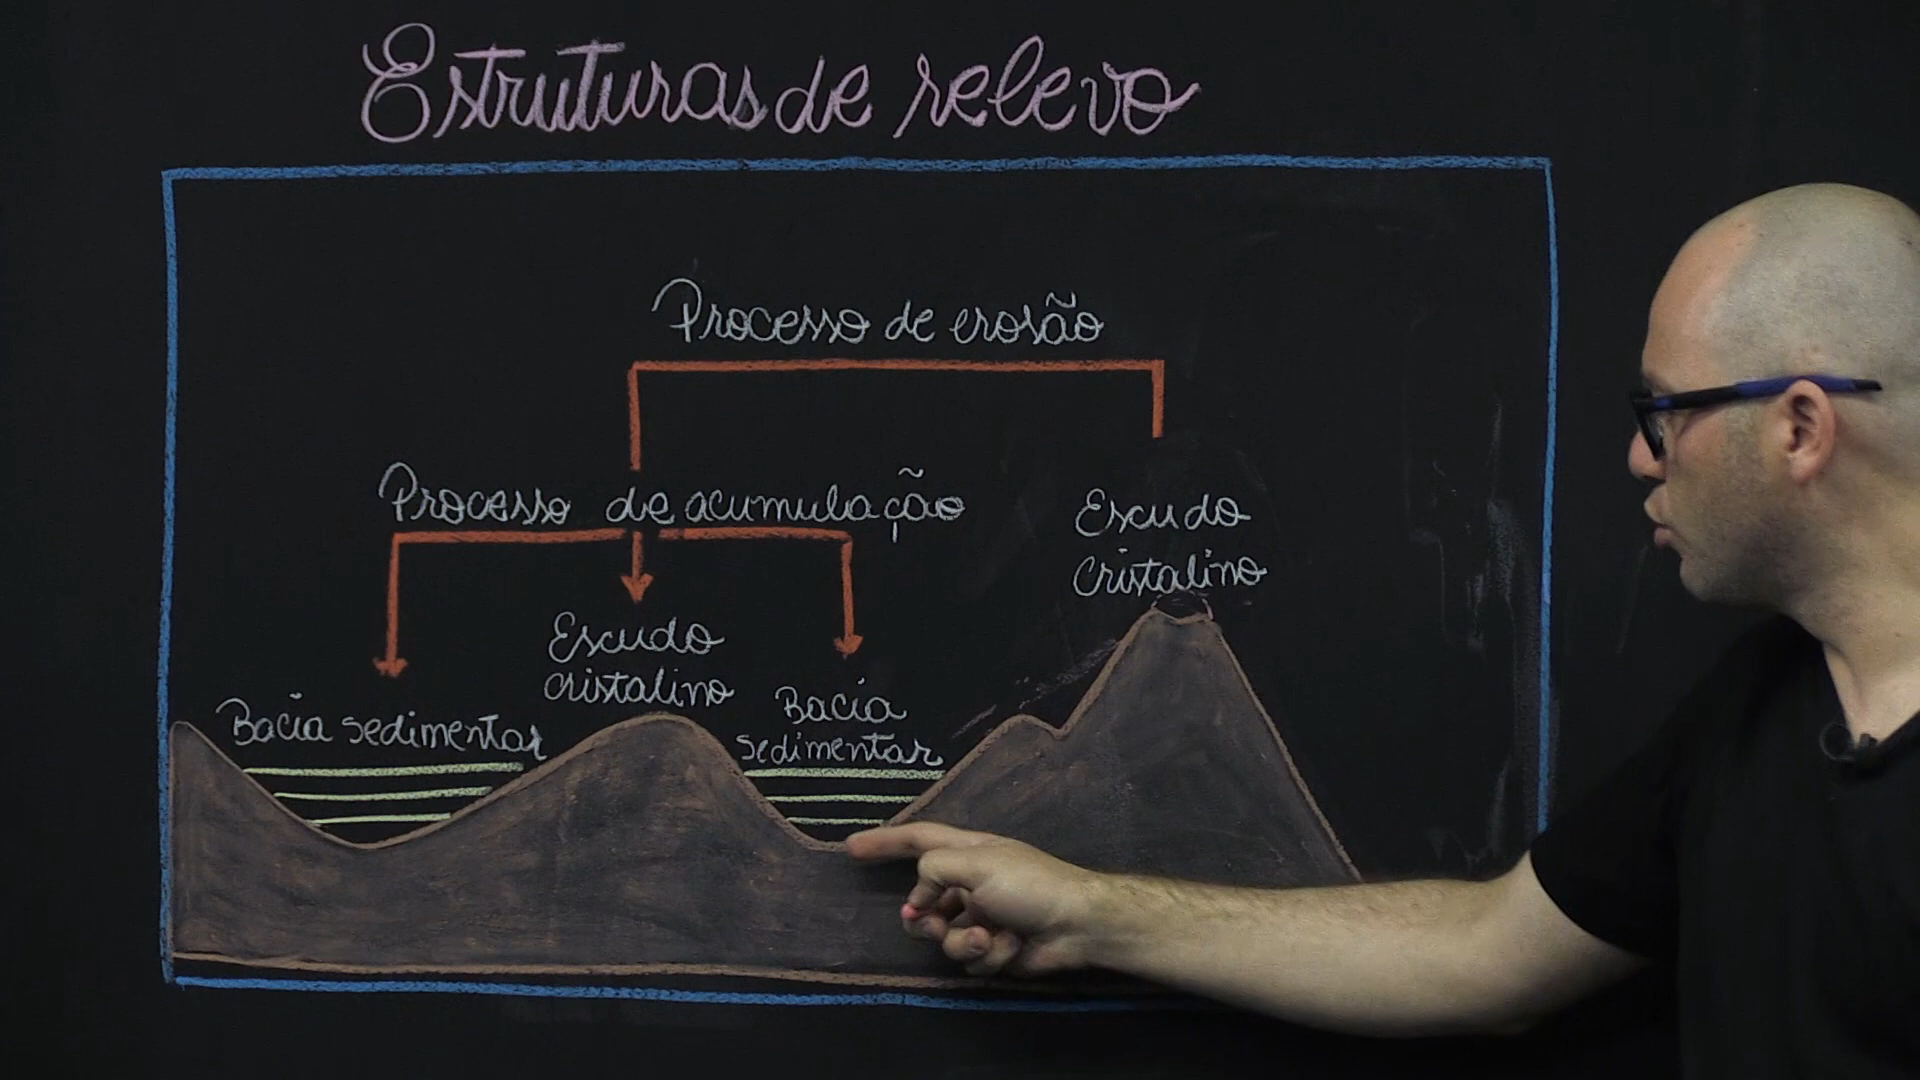 Estruturas de relevo
Processo de erosão
Processo de acumulação
Escudo
Cristalino
Escudo
cristalino
Bacia sedimentar
Bacia
sedimentar